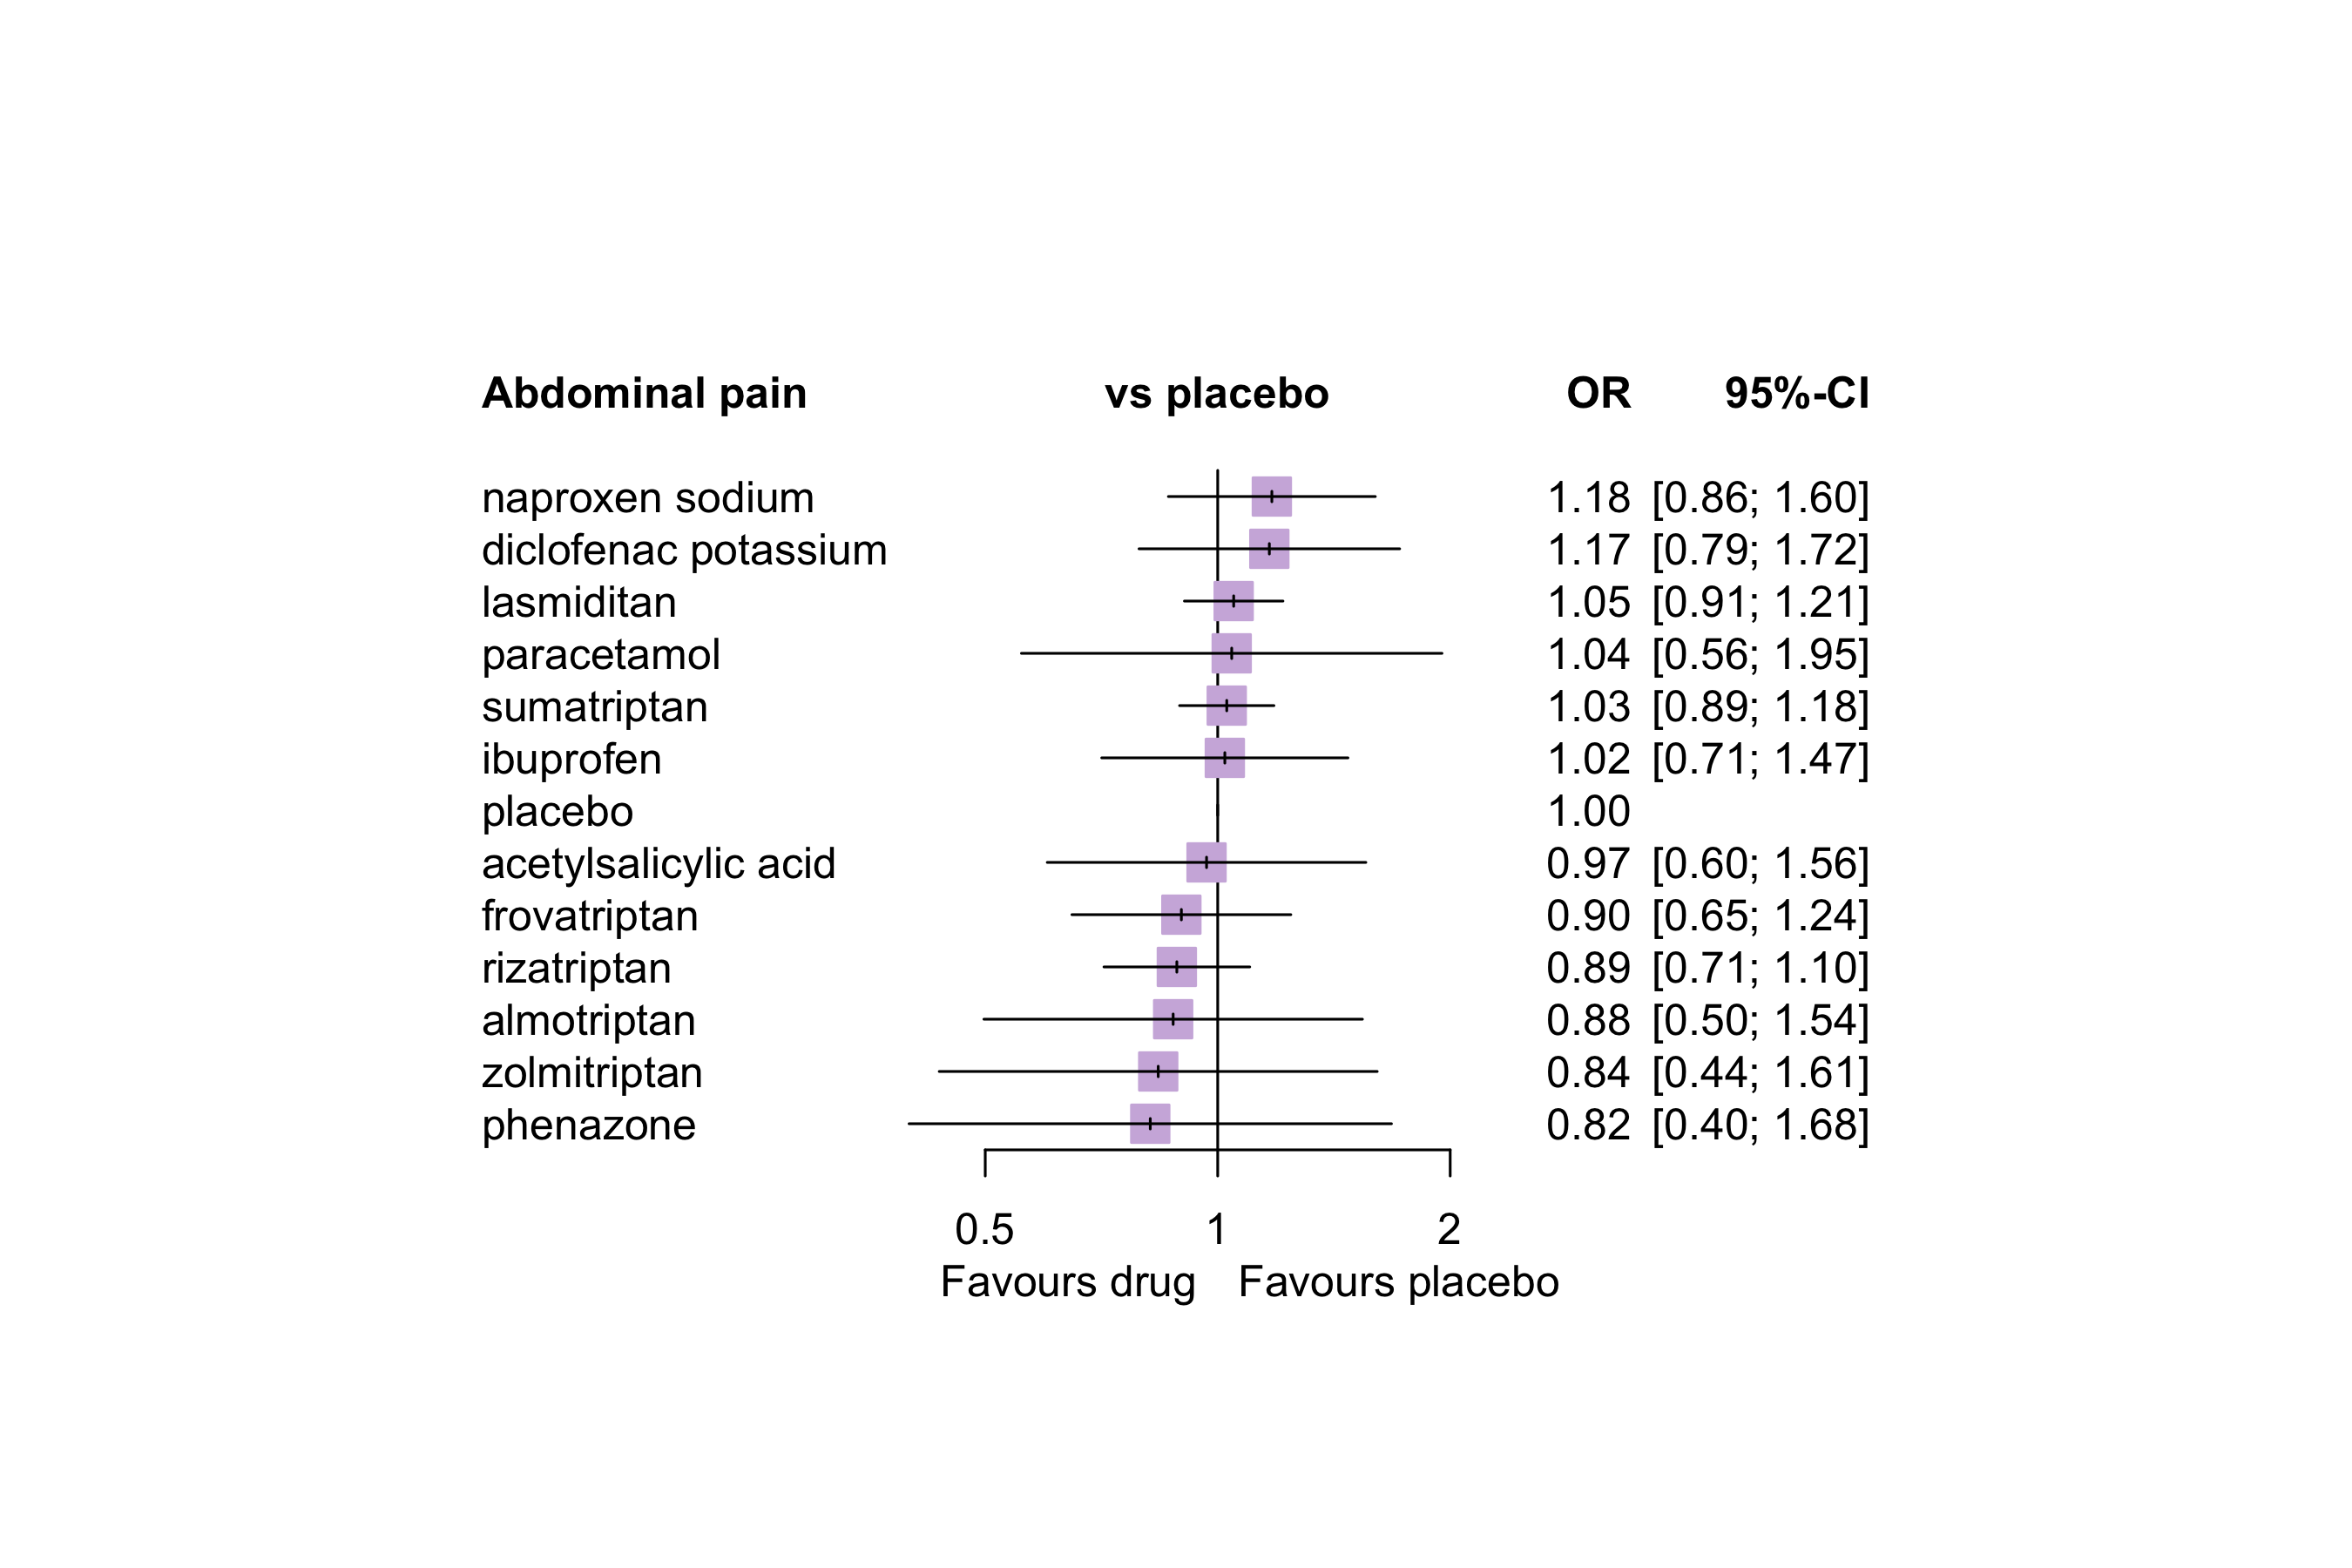 Abdominal pain vs placebo OR 95%-CI
naproxen sodium 1.18 [0.86; 1.60]
diclofenac potassium 1.17 [0.79; 1.72]
lasmiditan 1.05 [0.91; 1.21]
paracetamol 1.04 [0.56; 1.95]
sumatriptan 1.03 [0.89; 1.18]
ibuprofen 1.02 [0.71; 1.47]
placebo 1.00
acetylsalicylic acid 0.97 [0.60; 1.56]
frovatriptan 0.90 [0.65; 1.24]
rizatriptan 0.89 [0.71; 1.10]
almotriptan 0.88 [0.50; 1.54]
zolmitriptan 0.84 [0.44; 1.61]
phenazone 0.82 [0.40; 1.68]
0.5 1 2
Favours drug Favours placebo